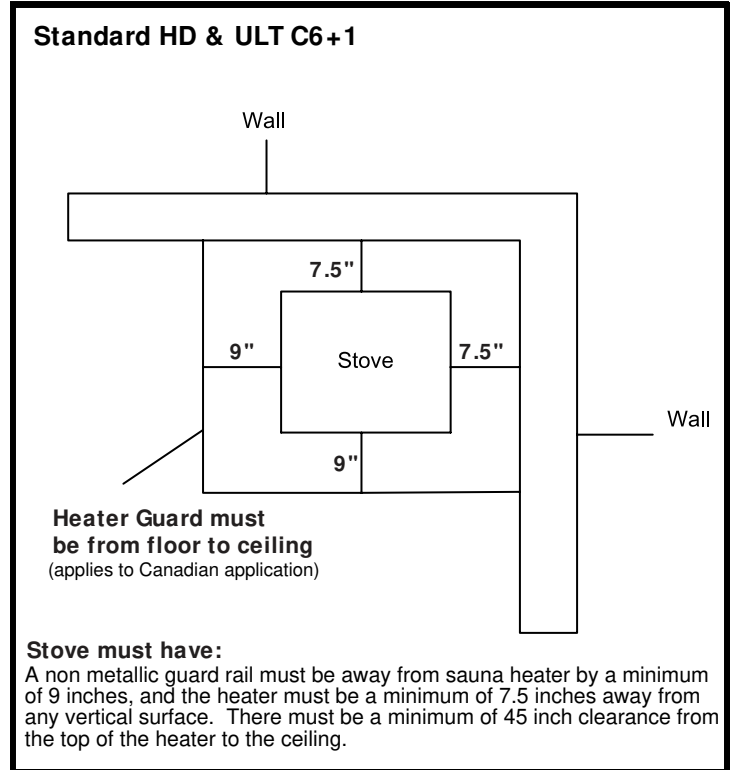 Standard HD & ULT C6+1
Wall
7.5"
9"
Stove
7.5"
Wall
9"
Heater Guard must
be from floor to ceiling
(applies to Canadian application)
Stove must have:
A non metallic guard rail must be away from sauna heater by a minimum
of 9 inches, and the heater must be a minimum of 7.5 inches away from
any vertical surface. There must be a minimum of 45 inch clearance from
the top of the heater to the ceiling.